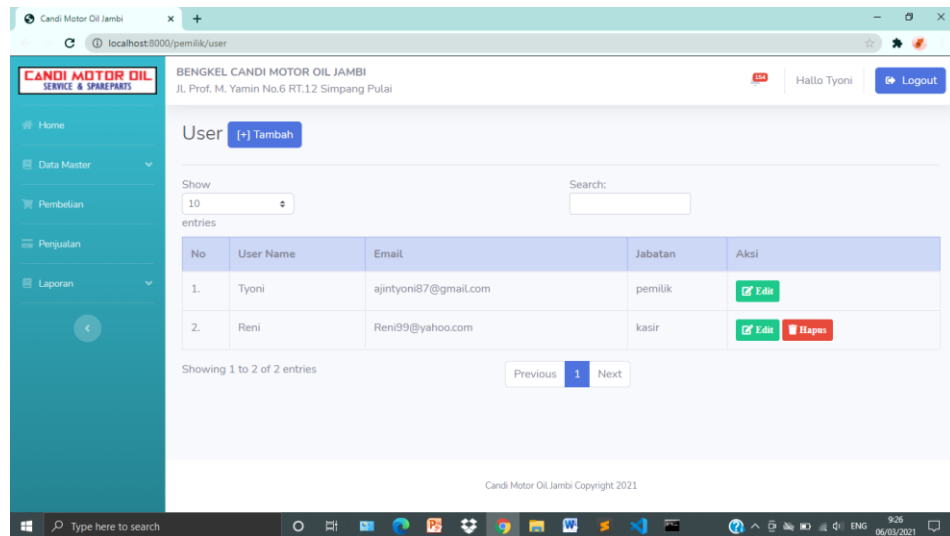 Candi Motor Oil Jambi
localhost:8000/pemilik/user
CANDI MOTOR OIL
SERVICE & SPAREPARTS
BENGKEL CANDI MOTOR OIL JAMBI
Jl. Prof. M. Yamin No.6 RT.12 Simpang Pulai
154
Hallo Tyoni
Logout
Home
Data Master
Pembelian
Penjualan
Laporan
User
[+] Tambah
Show
10
entries
Search:
No User Name Email Jabatan Aksi
1. Tyoni ajintyoni87@gmail.com pemilik Edit
2. Reni Reni99@yahoo.com kasir Edit Hapus
Showing 1 to 2 of 2 entries
Previous 1 Next
Candi Motor Oil Jambi Copyright 2021
Type here to search
ENG
9:26
06/03/2021